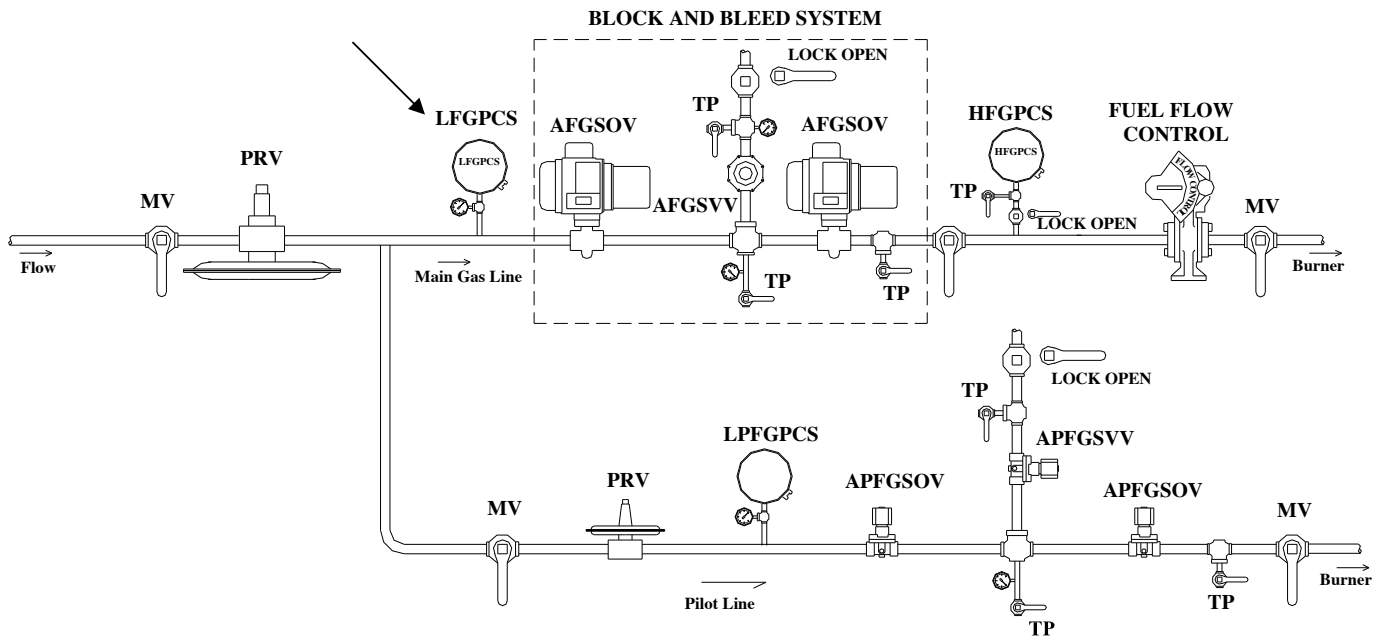 BLOCK AND BLEED SYSTEM
LOCK OPEN
TP
LFGPCS
AFGSOV
AFGSOV
HFGPCS
FUEL FLOW
CONTROL
PRV
LFGPCS
HFGPCS
FLOW CONTROL
MV
TP
MV
AFGSVV
LOCK OPEN
Flow
Main Gas Line
TP
TP
Burner
LOCK OPEN
TP
LPFGPCS
APFGSVV
PRV
APFGSOV
APFGSOV
MV
MV
Burner
Pilot Line
TP
TP